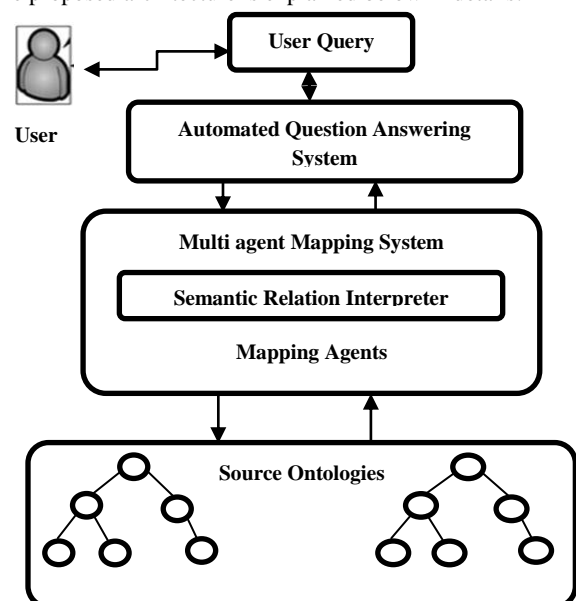 User Query
User
Automated Question Answering
System
Multi agent Mapping System
Semantic Relation Interpreter
Mapping Agents
Source Ontologies